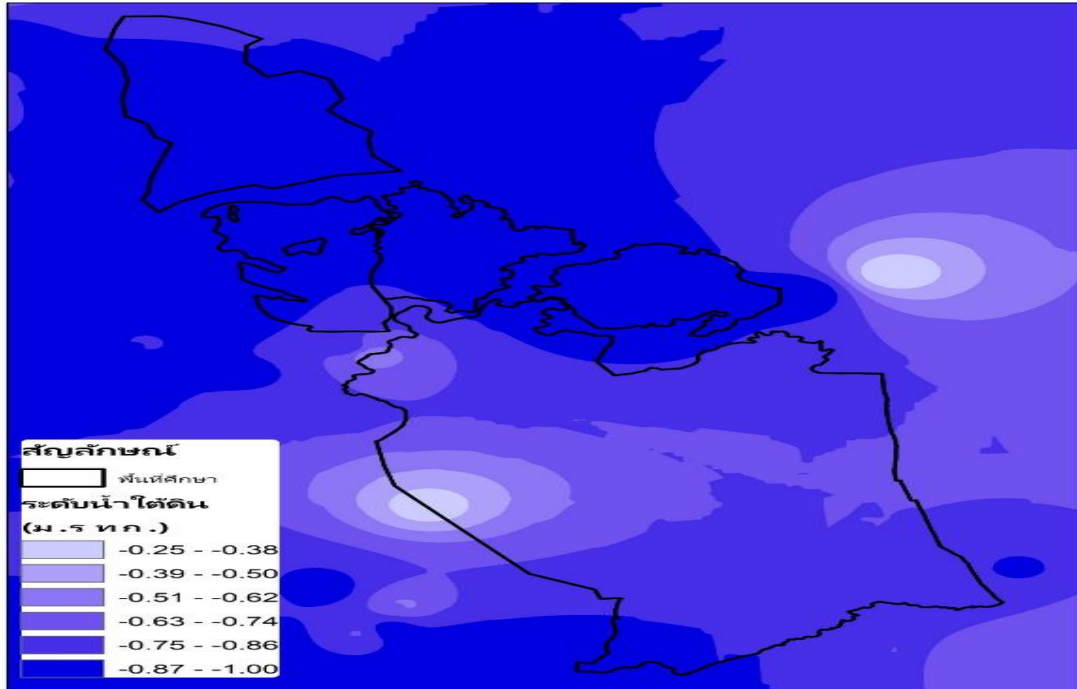 สัญลักษณ์
พื้นที่ศึกษา
ระดับน้ำใต้ดิน
(ม.ร ท ก.)
-0.25 - -0.38
-0.39 - -0.50
-0.51 - -0.62
-0.63 - -0.74
-0.75 - -0.86
-0.87 - -1.00